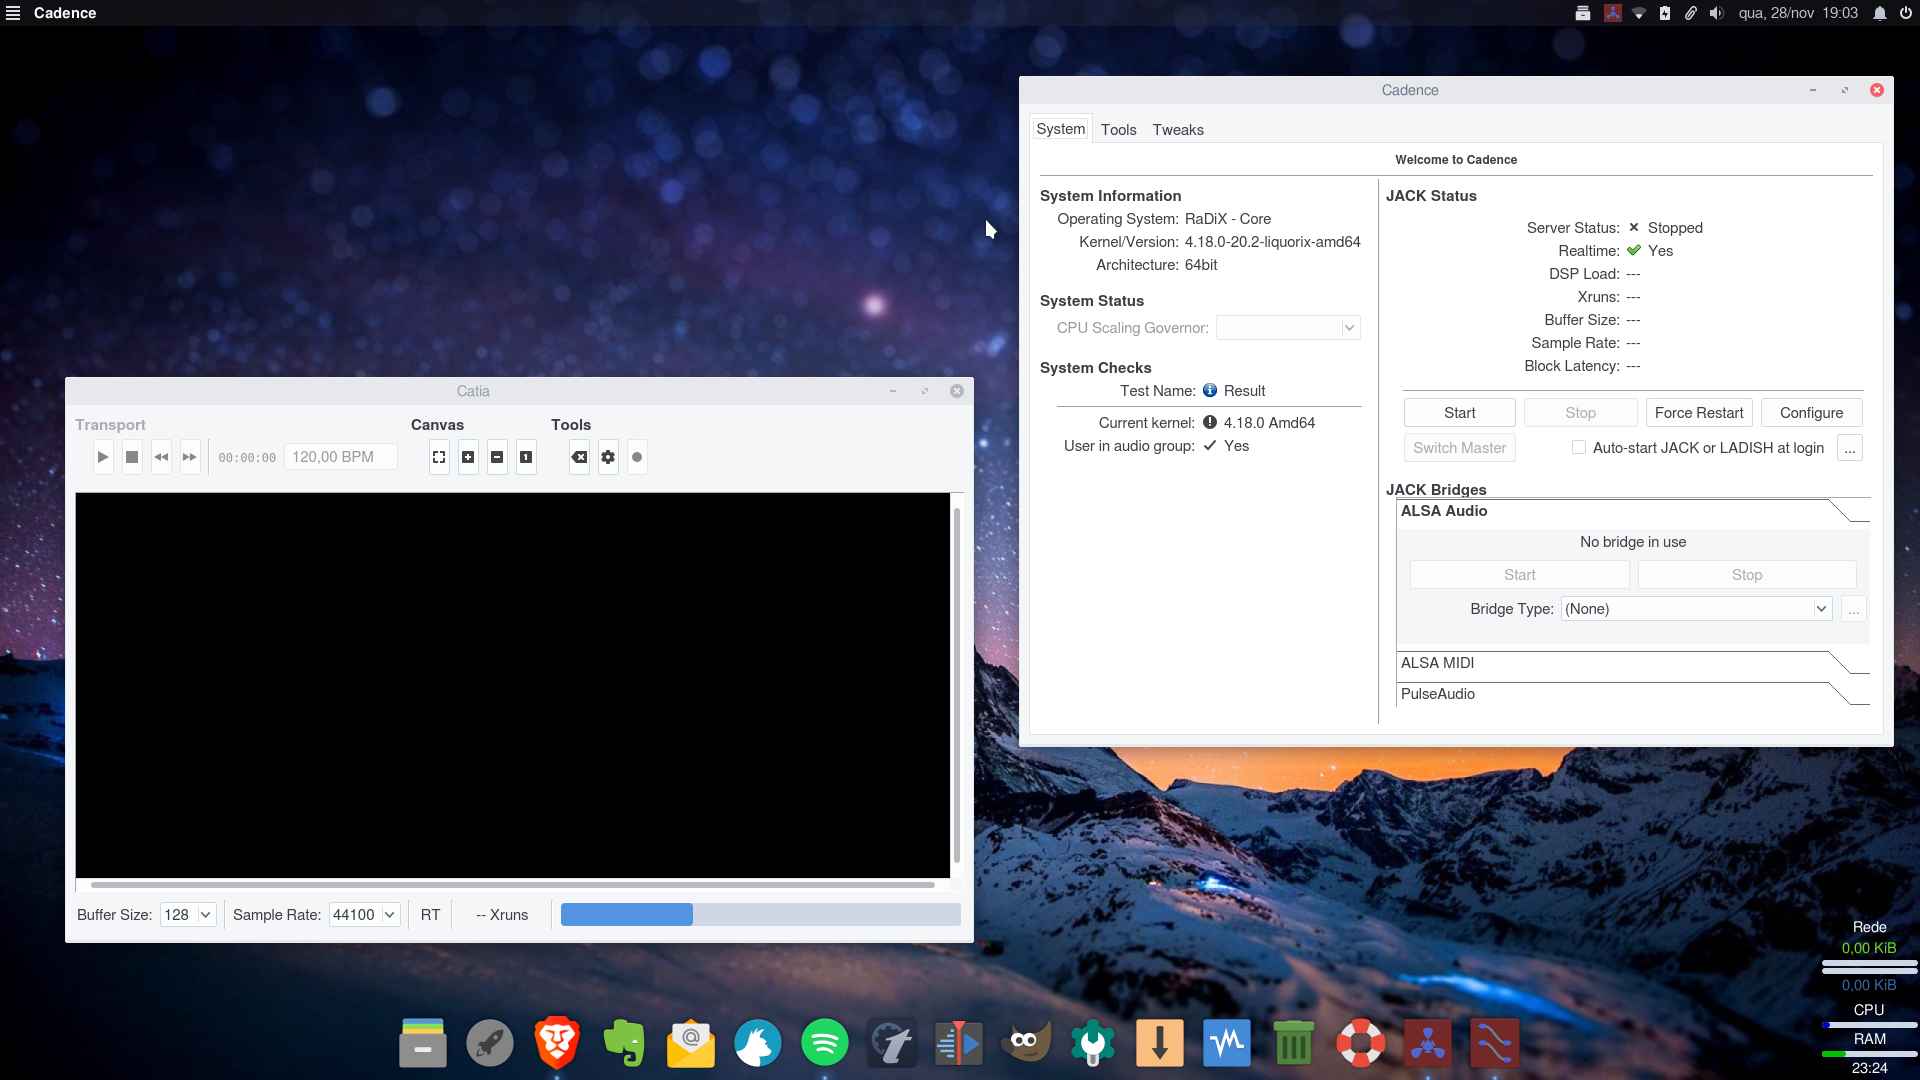 Cadence
qua, 28/nov 19:03
Cadence
System Tools Tweaks
Welcome to Cadence
System Information
Operating System: RaDiX - Core
Kernel/Version: 4.18.0-20.2-liquorix-amd64
Architecture: 64bit
System Status
CPU Scaling Governor:
System Checks
Test Name: Result
Current kernel: 4.18.0 Amd64
User in audio group: Yes
JACK Status
Server Status: Stopped
Realtime: Yes
DSP Load: ---
Xruns: ---
Buffer Size: ---
Sample Rate: ---
Block Latency: ---
Start Stop Force Restart Configure
Switch Master Auto-start JACK or LADISH at login ...
JACK Bridges
ALSA Audio
No bridge in use
Start Stop
Bridge Type: (None) ...
ALSA MIDI
PulseAudio
Catia
Transport Canvas Tools
00:00:00 120,00 BPM 1
Buffer Size: 128 Sample Rate: 44100 RT -- Xruns
Rede
0,00 KiB
0,00 KiB
CPU
RAM
23:24